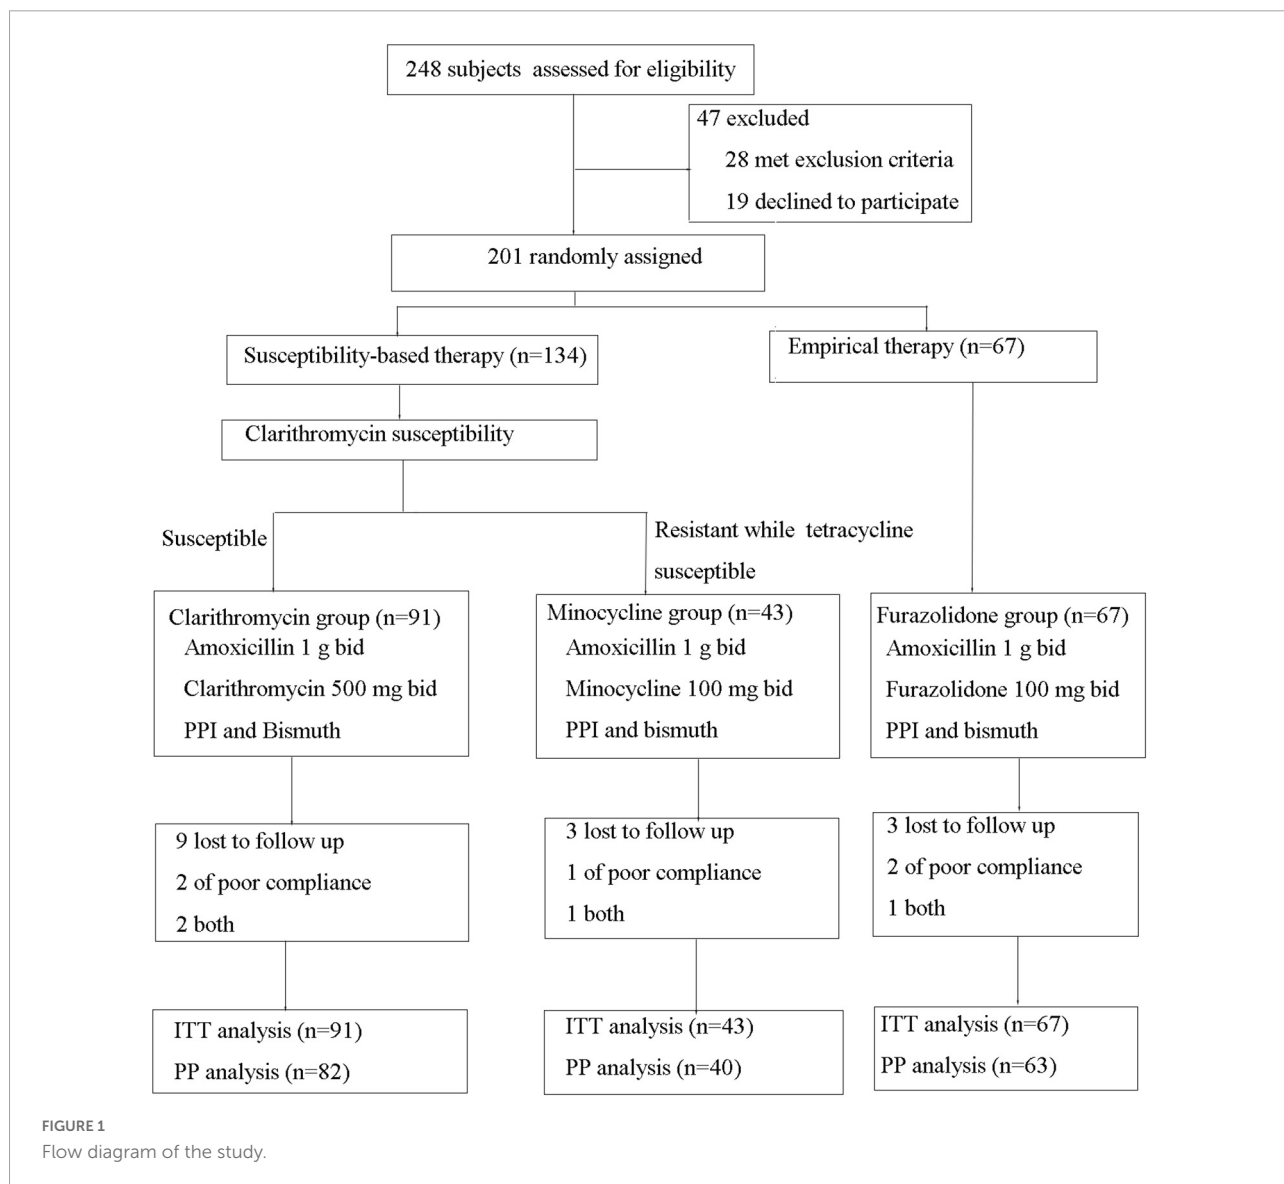 248 subjects assessed for eligibility
47 excluded
28 met exclusion criteria
19 declined to participate
201 randomly assigned
Susceptibility-based therapy (n=134)
Empirical therapy (n=67)
Clarithromycin susceptibility
Susceptible
Resistant while tetracycline
susceptible
Clarithromycin group (n=91)
Amoxicillin 1 g bid
Clarithromycin 500 mg bid
PPI and Bismuth
Minocycline group (n=43)
Amoxicillin 1 g bid
Minocycline 100 mg bid
PPI and bismuth
Furazolidone group (n=67)
Amoxicillin 1 g bid
Furazolidone 100 mg bid
PPI and bismuth
9 lost to follow up
2 of poor compliance
2 both
3 lost to follow up
1 of poor compliance
1 both
3 lost to follow up
2 of poor compliance
1 both
ITT analysis (n=91)
PP analysis (n=82)
ITT analysis (n=43)
PP analysis (n=40)
ITT analysis (n=67)
PP analysis (n=63)
FIGURE 1
Flow diagram of the study.